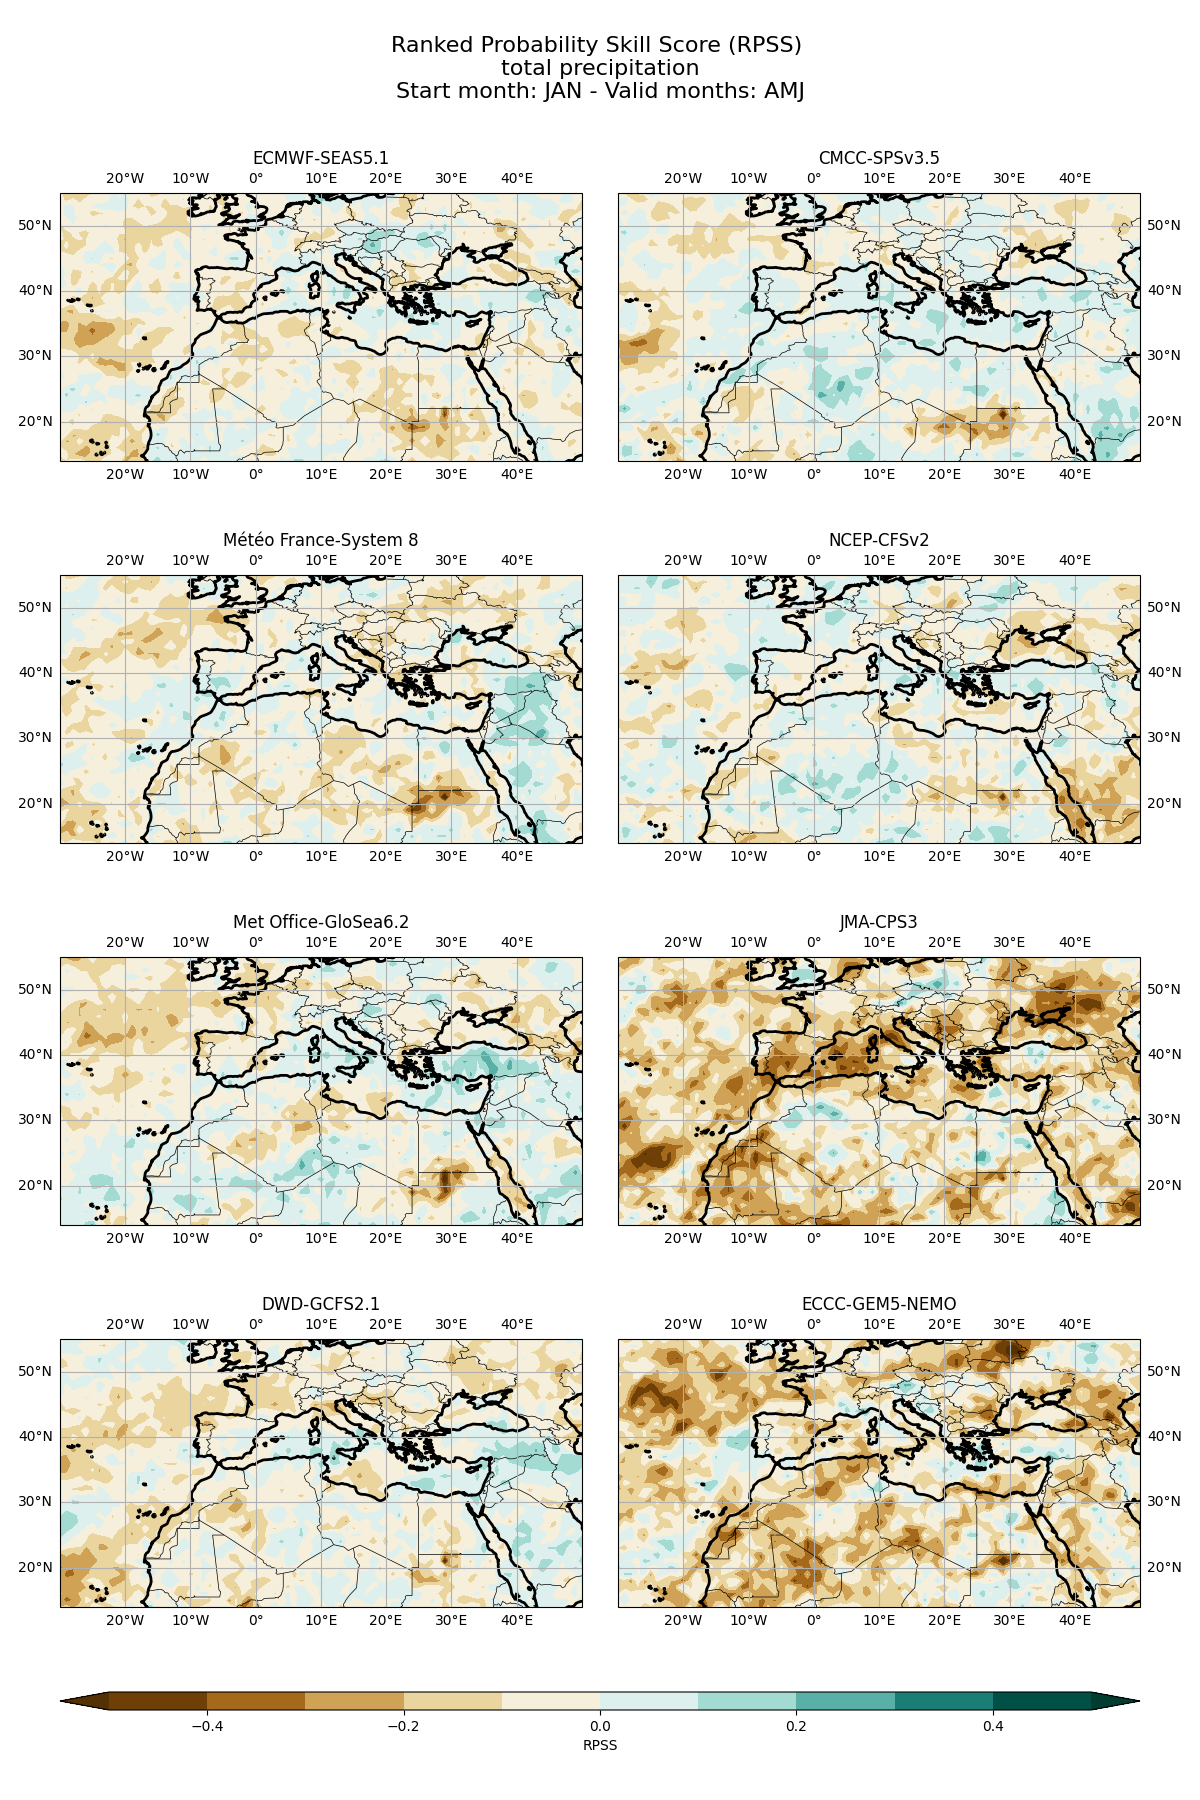 Ranked Probability Skill Score (RPSS)
total precipitation
Start month: JAN - Valid months: AMJ
ECMWF-SEAS5.1
20°W 10°W 0° 10°E 20°E 30°E 40°E
50°N
40°N
30°N
20°N
20°W 10°W 0° 10°E 20°E 30°E 40°E
CMCC-SPSv3.5
20°W 10°W 0° 10°E 20°E 30°E 40°E
50°N
40°N
30°N
20°N
20°W 10°W 0° 10°E 20°E 30°E 40°E
Météo France-System 8
20°W 10°W 0° 10°E 20°E 30°E 40°E
50°N
40°N
30°N
20°N
20°W 10°W 0° 10°E 20°E 30°E 40°E
NCEP-CFSv2
20°W 10°W 0° 10°E 20°E 30°E 40°E
50°N
40°N
30°N
20°N
20°W 10°W 0° 10°E 20°E 30°E 40°E
Met Office-GloSea6.2
20°W 10°W 0° 10°E 20°E 30°E 40°E
50°N
40°N
30°N
20°N
20°W 10°W 0° 10°E 20°E 30°E 40°E
JMA-CPS3
20°W 10°W 0° 10°E 20°E 30°E 40°E
50°N
40°N
30°N
20°N
20°W 10°W 0° 10°E 20°E 30°E 40°E
DWD-GCFS2.1
20°W 10°W 0° 10°E 20°E 30°E 40°E
50°N
40°N
30°N
20°N
20°W 10°W 0° 10°E 20°E 30°E 40°E
ECCC-GEM5-NEMO
20°W 10°W 0° 10°E 20°E 30°E 40°E
50°N
40°N
30°N
20°N
20°W 10°W 0° 10°E 20°E 30°E 40°E
−0.4 −0.2 0.0 0.2 0.4
RPSS